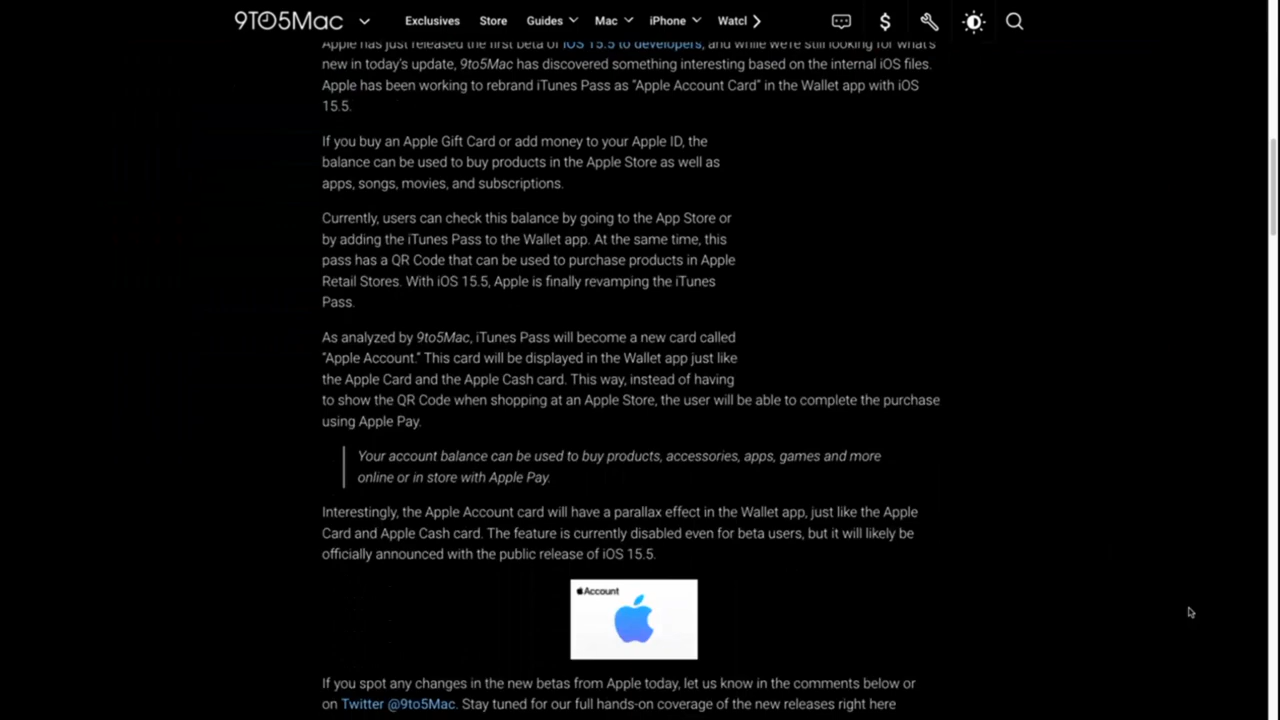 9TO5Mac Exclusives Store Guides Mac iPhone Watcl
Apple has just released the first beta of iOS 15.5 to developers, and while we're still looking for what's
new in today's update, 9to5Mac has discovered something interesting based on the internal iOS files.
Apple has been working to rebrand iTunes Pass as “Apple Account Card” in the Wallet app with iOS
15.5.
If you buy an Apple Gift Card or add money to your Apple ID, the
balance can be used to buy products in the Apple Store as well as
apps, songs, movies, and subscriptions.
Currently, users can check this balance by going to the App Store or
by adding the iTunes Pass to the Wallet app. At the same time, this
pass has a QR Code that can be used to purchase products in Apple
Retail Stores. With iOS 15.5, Apple is finally revamping the iTunes
Pass.
As analyzed by 9to5Mac, iTunes Pass will become a new card called
“Apple Account.” This card will be displayed in the Wallet app just like
the Apple Card and the Apple Cash card. This way, instead of having
to show the QR Code when shopping at an Apple Store, the user will be able to complete the purchase
using Apple Pay.
Your account balance can be used to buy products, accessories, apps, games and more
online or in store with Apple Pay.
Interestingly, the Apple Account card will have a parallax effect in the Wallet app, just like the Apple
Card and Apple Cash card. The feature is currently disabled even for beta users, but it will likely be
officially announced with the public release of iOS 15.5.
Account
If you spot any changes in the new betas from Apple today, let us know in the comments below or
on Twitter @9to5Mac. Stay tuned for our full hands-on coverage of the new releases right here